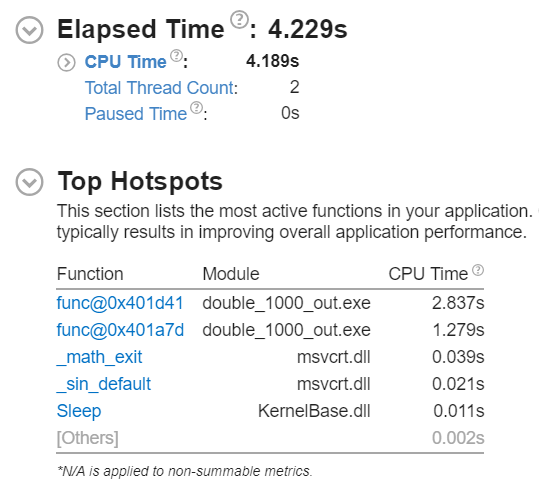 Elapsed Time ?: 4.229s
CPU Time ?: 4.189s
Total Thread Count: 2
Paused Time ?: 0s
Top Hotspots
This section lists the most active functions in your application.
typically results in improving overall application performance.
Function Module CPU Time ?
func@0x401d41 double_1000_out.exe 2.837s
func@0x401a7d double_1000_out.exe 1.279s
_math_exit msvcrt.dll 0.039s
_sin_default msvcrt.dll 0.021s
Sleep KernelBase.dll 0.011s
[Others] 0.002s
*N/A is applied to non-summable metrics.